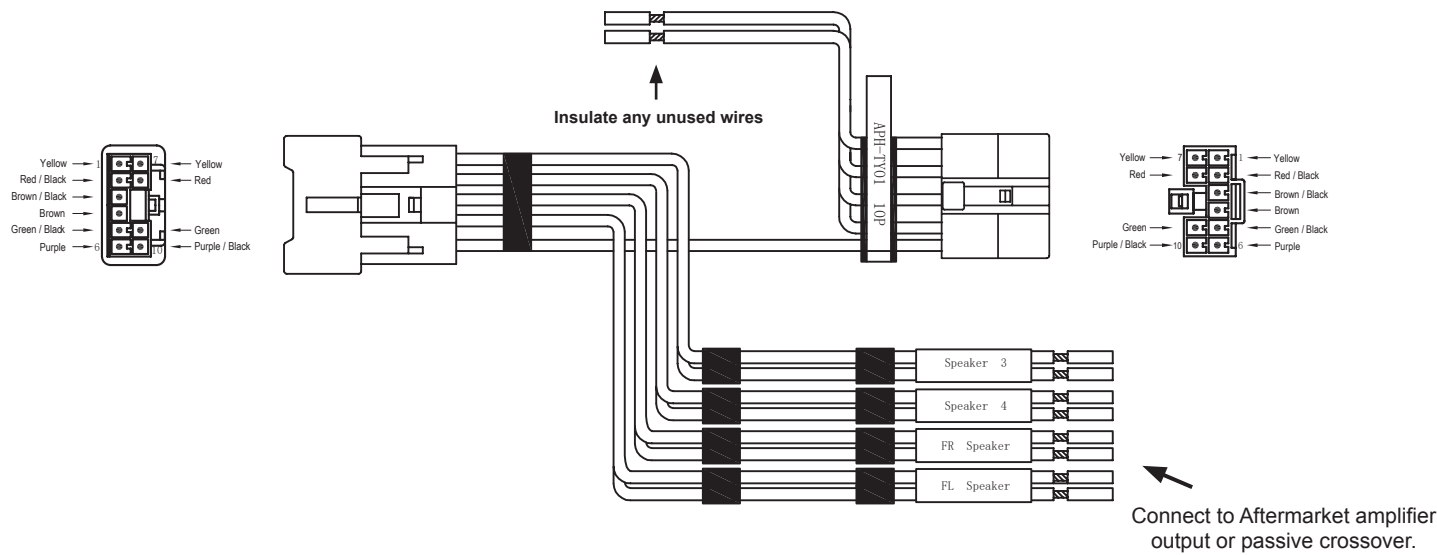 Insulate any unused wires
Yellow
1
7
Yellow
Red / Black
Red
Brown / Black
Brown
Green / Black
Green
Purple
6
10
Purple / Black
APH-TY01 10P
Yellow
7
1
Yellow
Red
Red / Black
Brown / Black
Brown
Green
Green / Black
Purple / Black
10
6
Purple
Speaker 3
Speaker 4
FR Speaker
FL Speaker
Connect to Aftermarket amplifier
output or passive crossover.